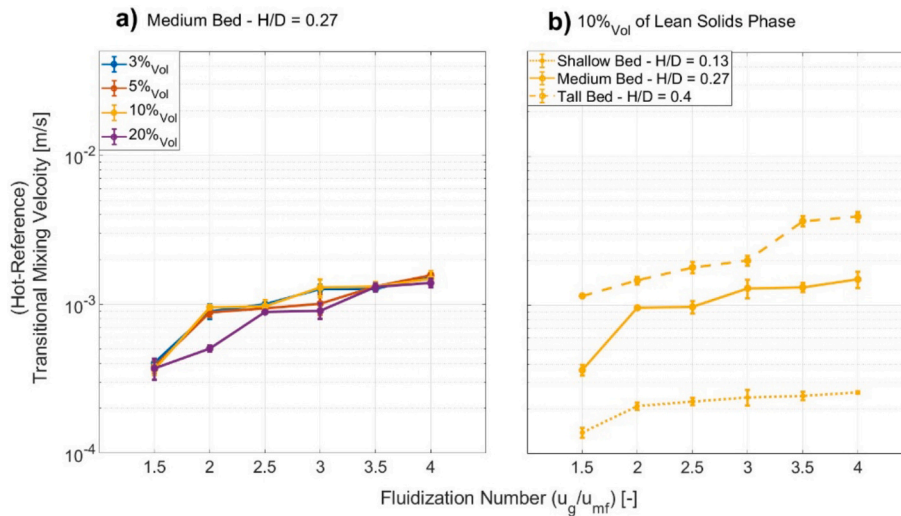 a) Medium Bed - H/D = 0.27
3%Vol
5%Vol
10%Vol
20%Vol
(Hot-Reference)
Transitional Mixing Velcoity [m/s]
10-2
10-3
10-4
1.5 2 2.5 3 3.5 4
b) 10%Vol of Lean Solids Phase
Shallow Bed - H/D = 0.13
Medium Bed - H/D = 0.27
Tall Bed - H/D = 0.4
1.5 2 2.5 3 3.5 4
Fluidization Number (ug/umf) [-]